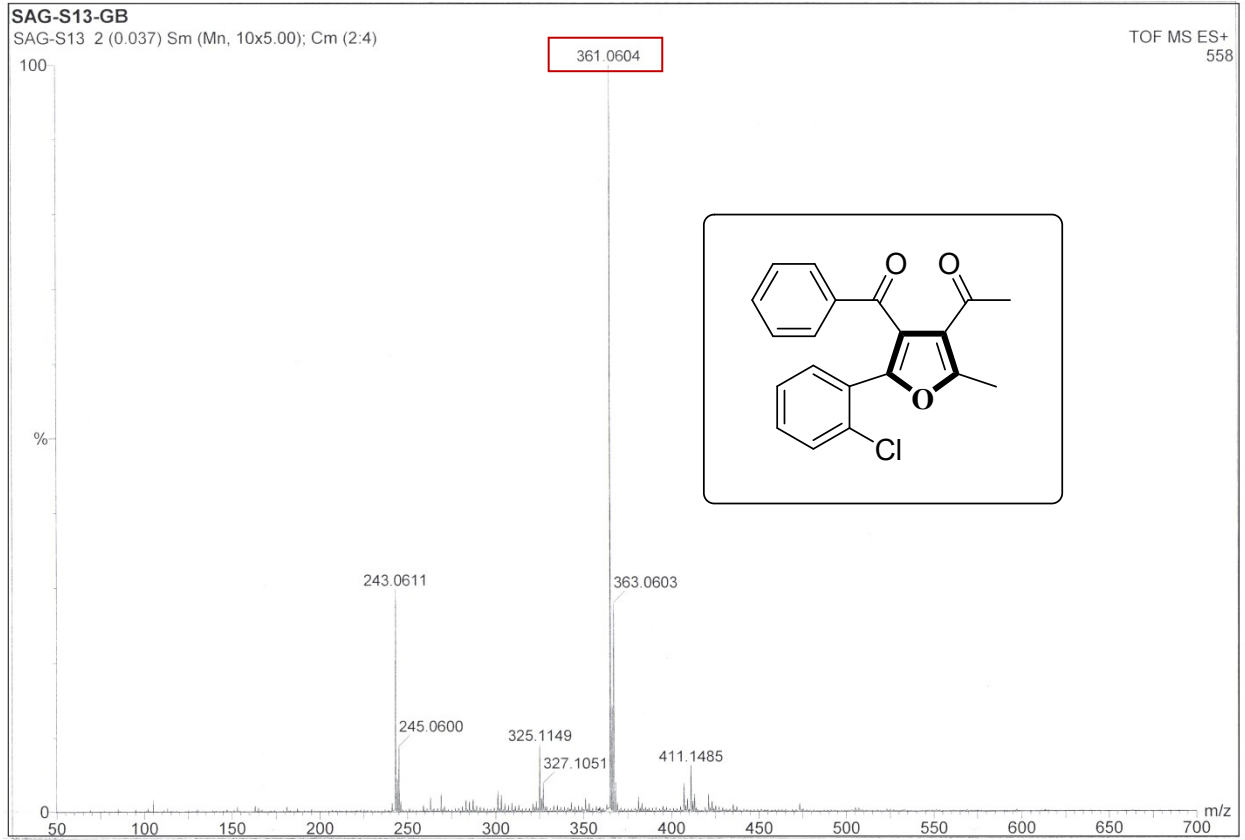 SAG-S13-GB
SAG-S13 2 (0.037) Sm (Mn, 10x5.00); Cm (2:4)
TOF MS ES+
558
100
361.0604
O O
O
Cl
%
243.0611
363.0603
245.0600
325.1149
327.1051
411.1485
0
50 100 150 200 250 300 350 400 450 500 550 600 650 700 m/z